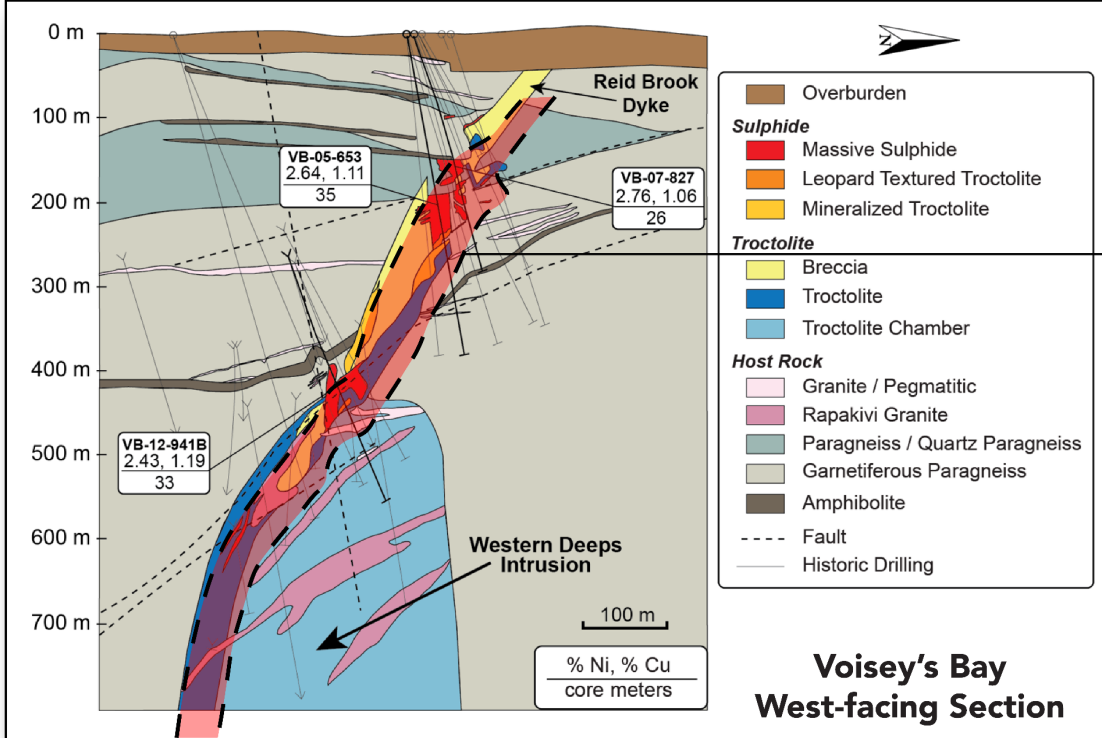 0 m
100 m
200 m
300 m
400 m
500 m
600 m
700 m
Reid Brook
Dyke
VB-05-653
2.64, 1.11
35
VB-07-827
2.76, 1.06
26
VB-12-941B
2.43, 1.19
33
Western Deeps
Intrusion
100 m
% Ni, % Cu
core meters
N
Overburden
Sulphide
Massive Sulphide
Leopard Textured Troctolite
Mineralized Troctolite
Troctolite
Breccia
Troctolite
Troctolite Chamber
Host Rock
Granite / Pegmatitic
Rapakivi Granite
Paragneiss / Quartz Paragneiss
Garnetiferous Paragneiss
Amphibolite
Fault
Historic Drilling
Voisey's Bay
West-facing Section